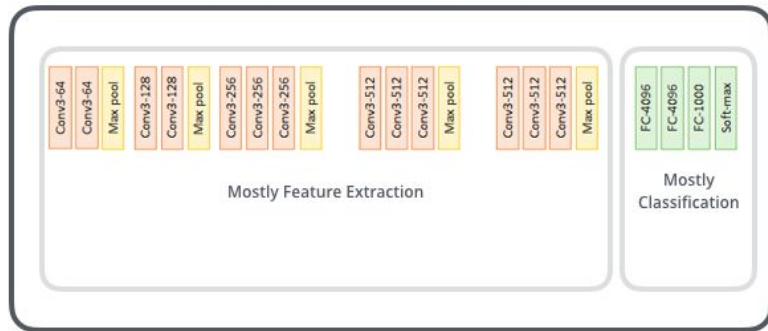 Conv3-64
Conv3-64
Max pool
Conv3-128
Conv3-128
Max pool
Conv3-256
Conv3-256
Conv3-256
Max pool
Conv3-512
Conv3-512
Conv3-512
Max pool
Conv3-512
Conv3-512
Conv3-512
Max pool
Mostly Feature Extraction
FC-4096
FC-4096
FC-1000
Soft-max
Mostly
Classification